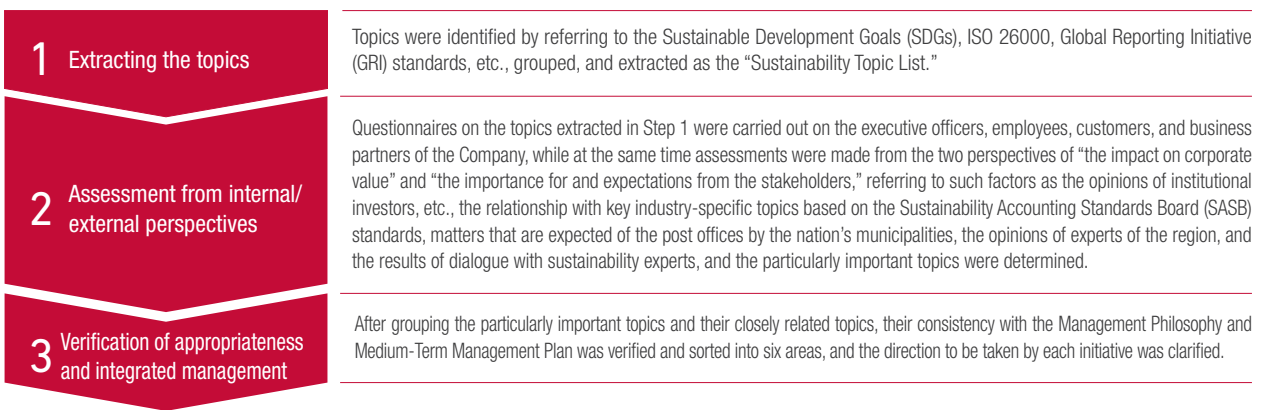 1 Extracting the topics
Topics were identified by referring to the Sustainable Development Goals (SDGs), ISO 26000, Global Reporting Initiative
(GRI) standards, etc., grouped, and extracted as the “Sustainability Topic List.”
2 Assessment from internal/
external perspectives
Questionnaires on the topics extracted in Step 1 were carried out on the executive officers, employees, customers, and business
partners of the Company, while at the same time assessments were made from the two perspectives of “the impact on corporate
value” and “the importance for and expectations from the stakeholders,” referring to such factors as the opinions of institutional
investors, etc., the relationship with key industry-specific topics based on the Sustainability Accounting Standards Board (SASB)
standards, matters that are expected of the post offices by the nation’s municipalities, the opinions of experts of the region, and
the results of dialogue with sustainability experts, and the particularly important topics were determined.
3 Verification of appropriateness
and integrated management
After grouping the particularly important topics and their closely related topics, their consistency with the Management Philosophy and
Medium-Term Management Plan was verified and sorted into six areas, and the direction to be taken by each initiative was clarified.